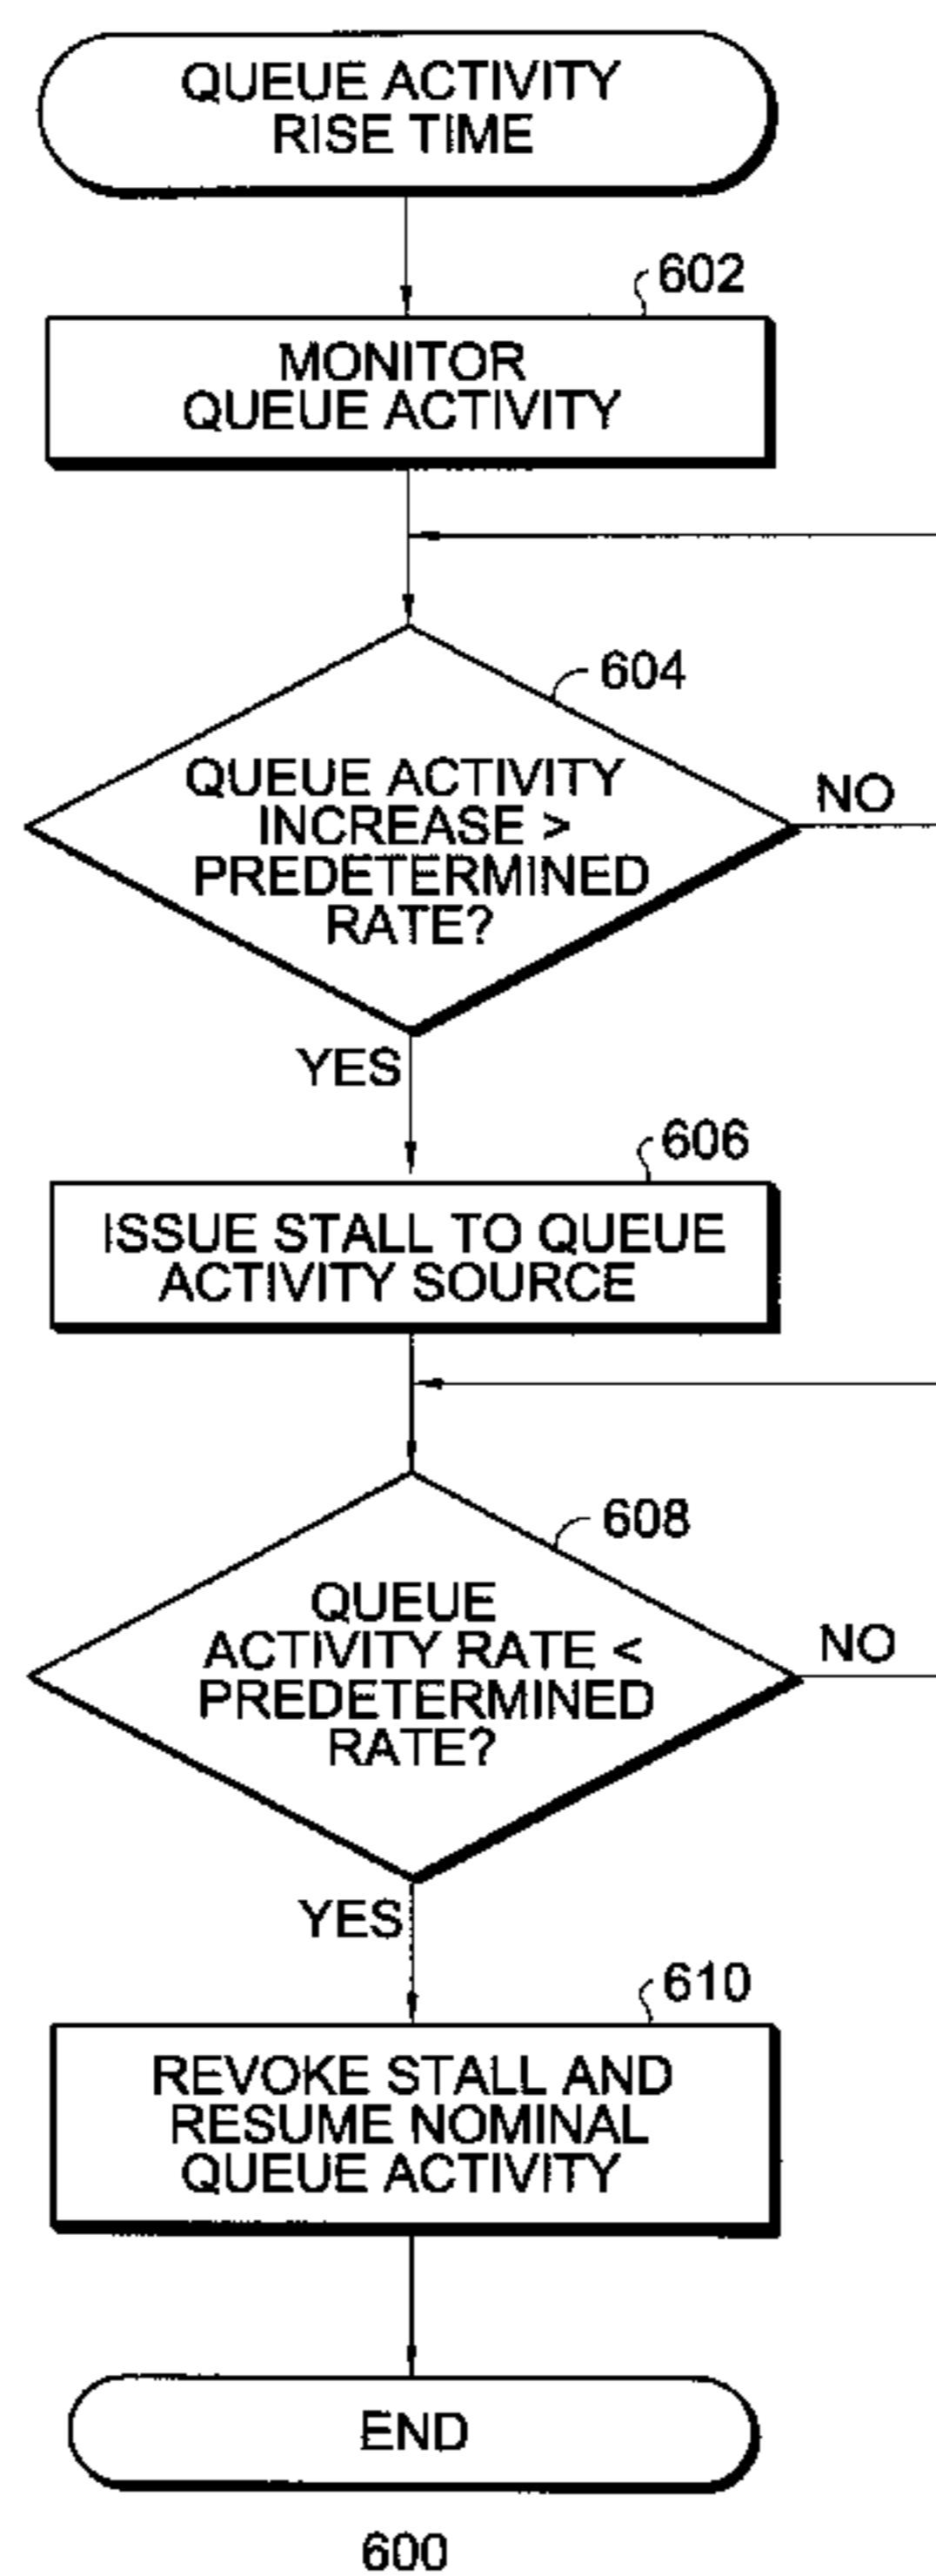 QUEUE ACTIVITY
RISE TIME
602
MONITOR
QUEUE ACTIVITY
604
QUEUE ACTIVITY
INCREASE >
PREDETERMINED
RATE?
NO
YES
606
ISSUE STALL TO QUEUE
ACTIVITY SOURCE
608
QUEUE
ACTIVITY RATE <
PREDETERMINED
RATE?
NO
YES
610
REVOKE STALL AND
RESUME NOMINAL
QUEUE ACTIVITY
END
600